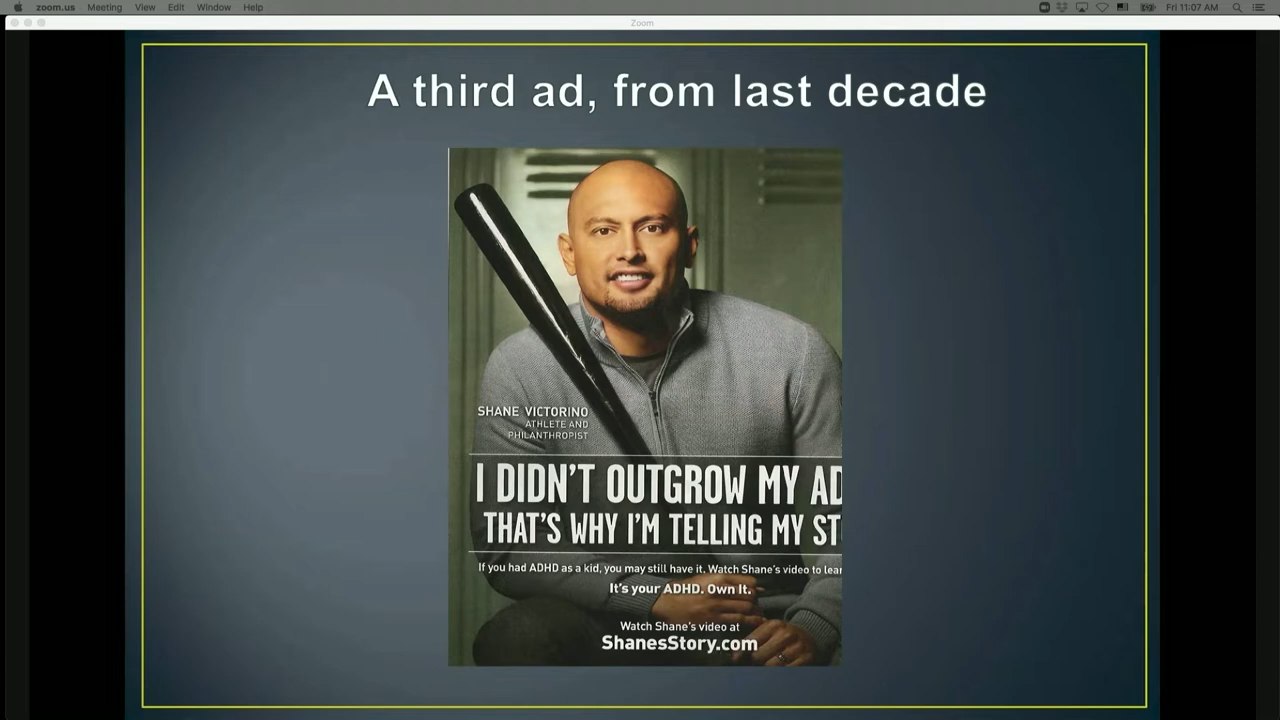 zoom.us Meeting View Edit Window Help Fri 11:07 AM
Zoom
A third ad, from last decade
SHANE VICTORINO
ATHLETE AND
PHILANTHROPIST
I DIDN'T OUTGROW MY AD
THAT'S WHY I'M TELLING MY ST
If you had ADHD as a kid, you may still have it. Watch Shane's video to lear
It's your ADHD. Own It.
Watch Shane's video at
ShanesStory.com